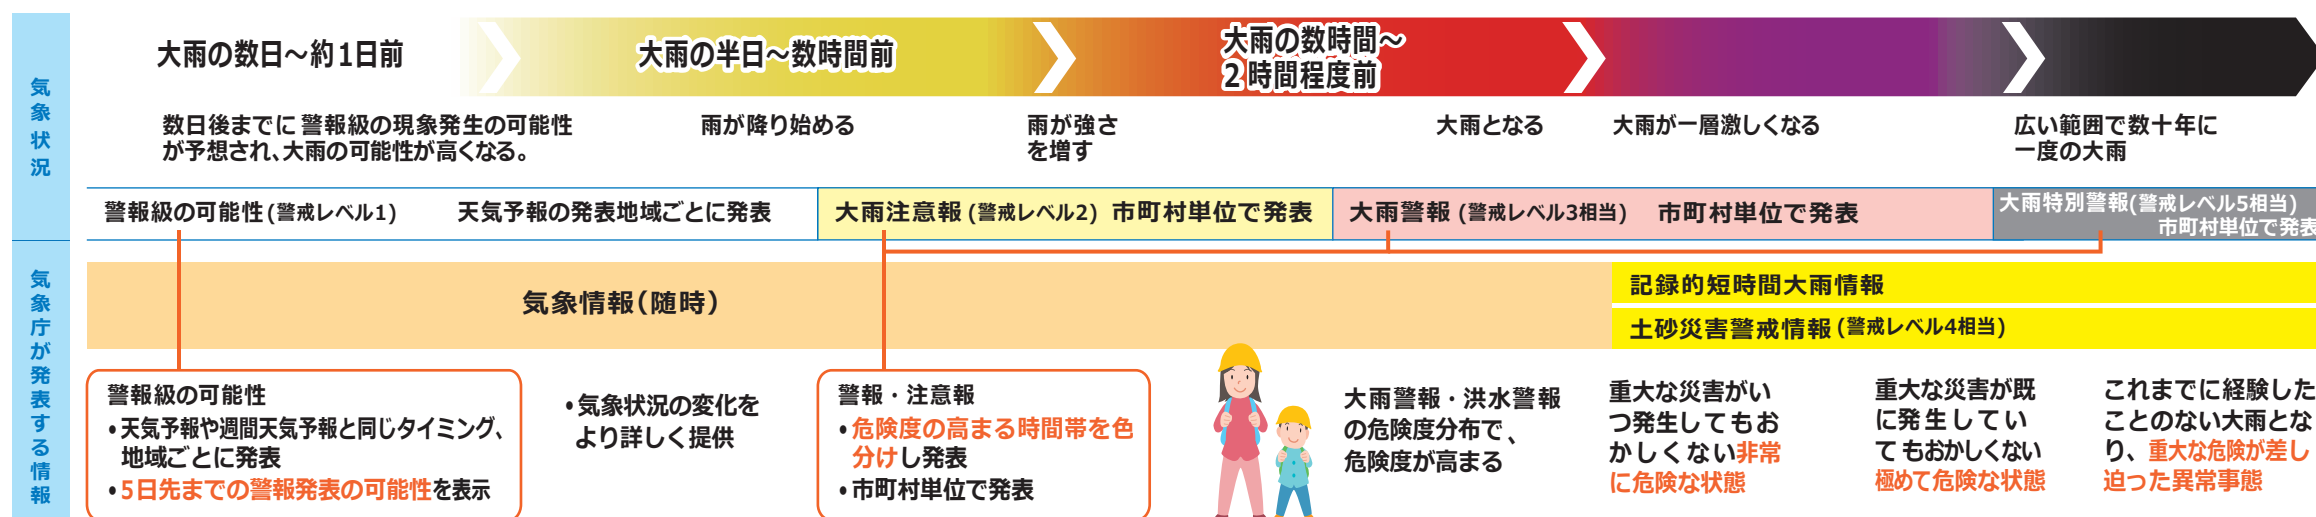 気象状況
大雨の数日～約1日前
大雨の半日～数時間前
大雨の数時間～
2時間程度前
数日後までに警報級の現象発生の可能性
が予想され、大雨の可能性が高くなる。
雨が降り始める
雨が強さ
を増す
大雨となる
大雨が一層激しくなる
広い範囲で数十年に
一度の大雨
警報級の可能性(警戒レベル1)
天気予報の発表地域ごとに発表
大雨注意報(警戒レベル2) 市町村単位で発表
大雨警報(警戒レベル3相当) 市町村単位で発表
大雨特別警報(警戒レベル5相当)
市町村単位で発表
気象庁が発表する情報
気象情報(随時)
記録的短時間大雨情報
土砂災害警戒情報(警戒レベル4相当)
警報級の可能性
•天気予報や週間天気予報と同じタイミング、
地域ごとに発表
•5日先までの警報発表の可能性を表示
•気象状況の変化を
より詳しく提供
警報・注意報
•危険度の高まる時間帯を色
分けし発表
•市町村単位で発表
大雨警報・洪水警報
の危険度分布で、
危険度が高まる
重大な災害がい
つ発生してもお
かしくない非常
に危険な状態
重大な災害が既
に発生してい
てもおかしくない
極めて危険な状態
これまでに経験した
ことのない大雨とな
り、重大な危険が差し
迫った異常事態